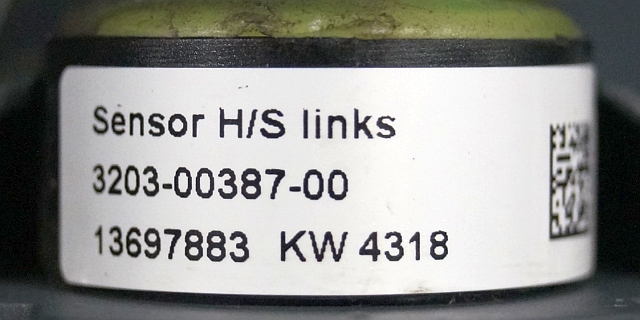 Sensor H/S links
3203-00387-00
13697883 KW 4318